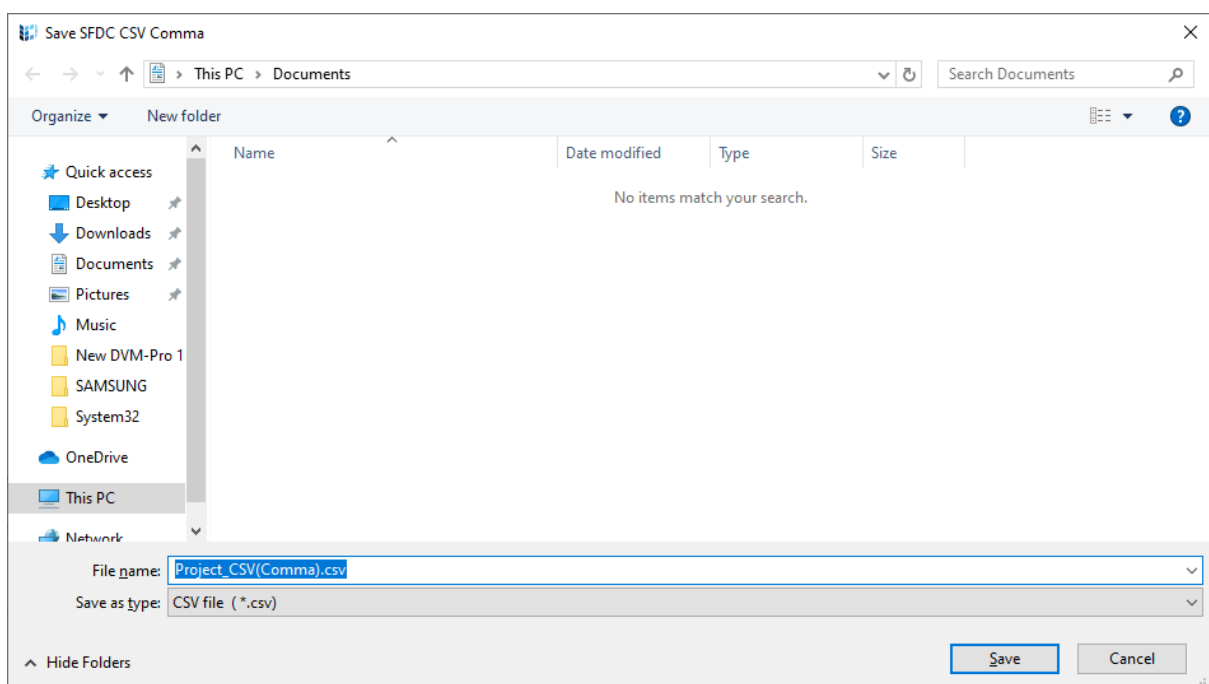 Save SFDC CSV Comma
This PC > Documents
Search Documents
Organize
New folder
Name
Date modified
Type
Size
No items match your search.
Quick access
Desktop
Downloads
Documents
Pictures
Music
New DVM-Pro 1
SAMSUNG
System32
OneDrive
This PC
Network
File name: Project_CSV(Comma).csv
Save as type: CSV file (*.csv)
Hide Folders
Save
Cancel